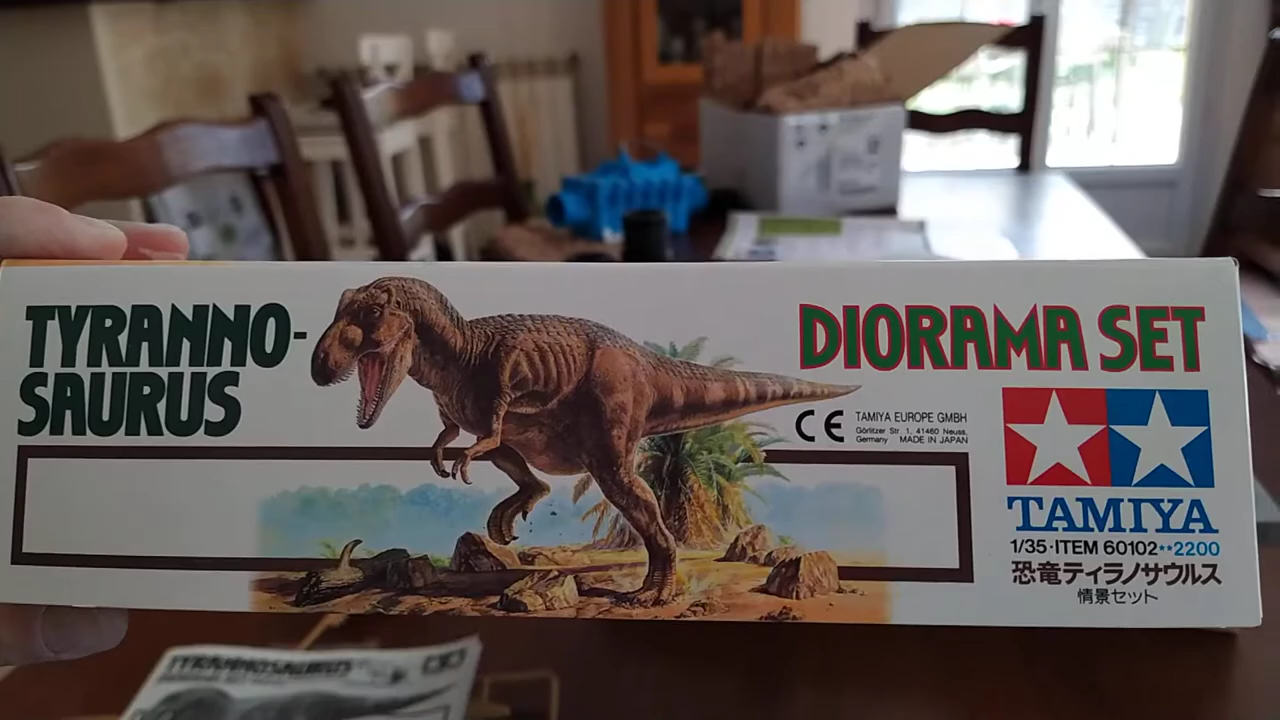 TYRANNO-
SAURUS
DIORAMA SET
CE
TAMIYA EUROPE GMBH
Görlitzer Str. 1, 41460 Neuss,
Germany MADE IN JAPAN
TAMIYA
1/35・ITEM 60102**2200
恐竜ティラノサウルス
情景セット
TYRANNOSAURUS